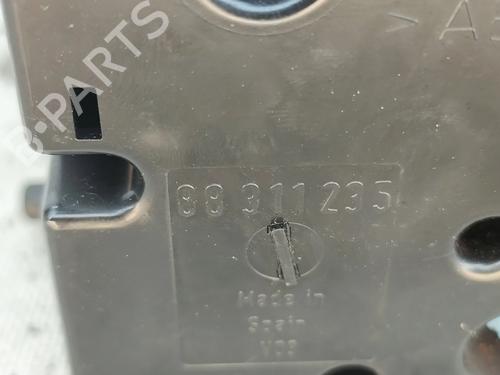 > A
B-PARTS
88 311 235
Made in
Spain
V08